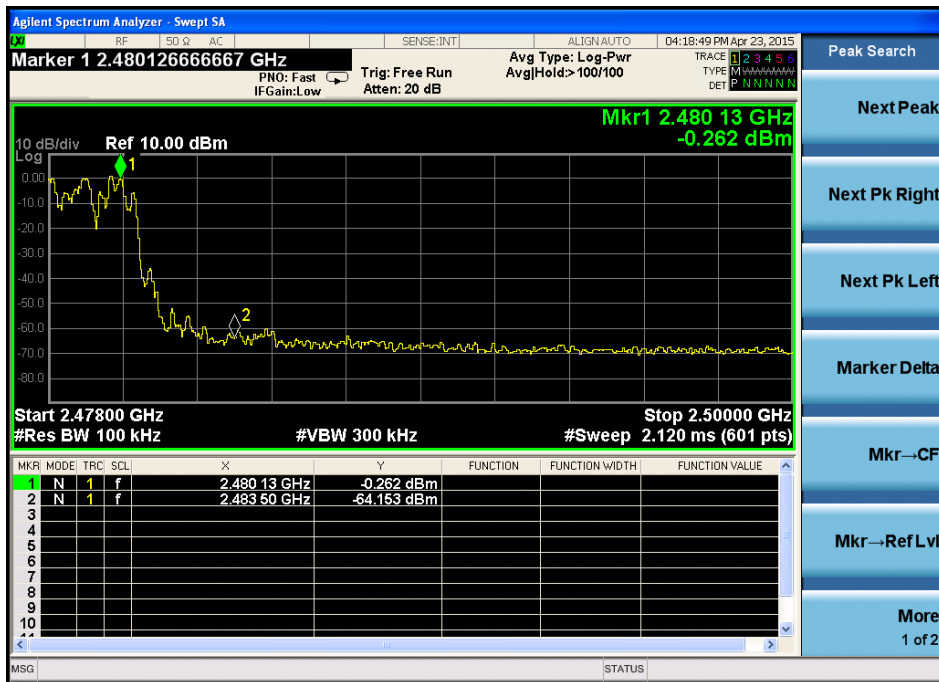 Agilent Spectrum Analyzer - Swept SA
LXI RF 50 Ω AC SENSE:INT ALIGN AUTO 04:18:49 PM Apr 23, 2015
Marker 1 2.480126666667 GHz
PNO: Fast
IFGain:Low
Trig: Free Run
Atten: 20 dB
Avg Type: Log-Pwr
Avg|Hold:>100/100
TRACE 1 2 3 4 5 6
TYPE M WWWWW
DET P N N N N N
Peak Search
Next Peak
Next Pk Right
Next Pk Left
Marker Delta
Mkr→CF
Mkr→Ref Lvl
More
1 of 2
Mkr1 2.480 13 GHz
-0.262 dBm
10 dB/div Ref 10.00 dBm
Log
1
0.00
-10.0
-20.0
-30.0
-40.0
-50.0
2
-60.0
-70.0
-80.0
Start 2.47800 GHz Stop 2.50000 GHz
#Res BW 100 kHz #VBW 300 kHz #Sweep 2.120 ms (601 pts)
MKR MODE TRC SCL X Y FUNCTION FUNCTION WIDTH FUNCTION VALUE
1 N 1 f 2.480 13 GHz -0.262 dBm
2 N 1 f 2.483 50 GHz -64.153 dBm
3
4
5
6
7
8
9
10
11
MSG STATUS